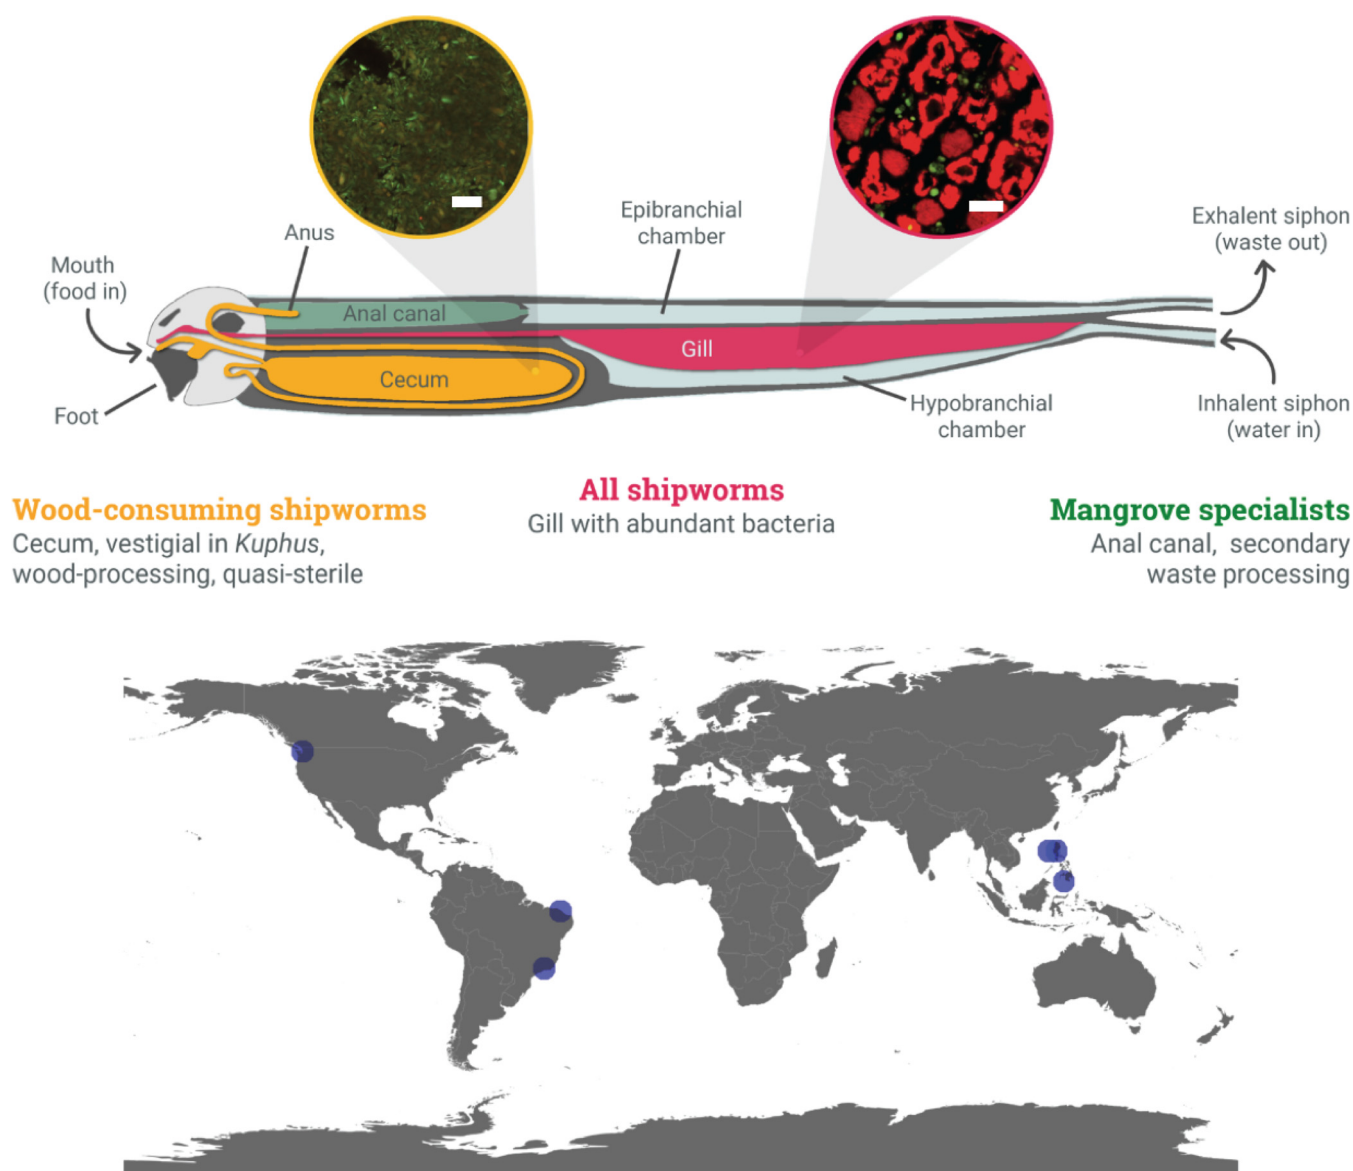 Epibranchial
chamber
Exhalent siphon
(waste out)
Anus
Mouth
(food in)
Anal canal
Gill
Cecum
Foot
Hypobranchial
chamber
Inhalent siphon
(water in)
Wood-consuming shipworms
Cecum, vestigial in Kuphus,
wood-processing, quasi-sterile
All shipworms
Gill with abundant bacteria
Mangrove specialists
Anal canal, secondary
waste processing